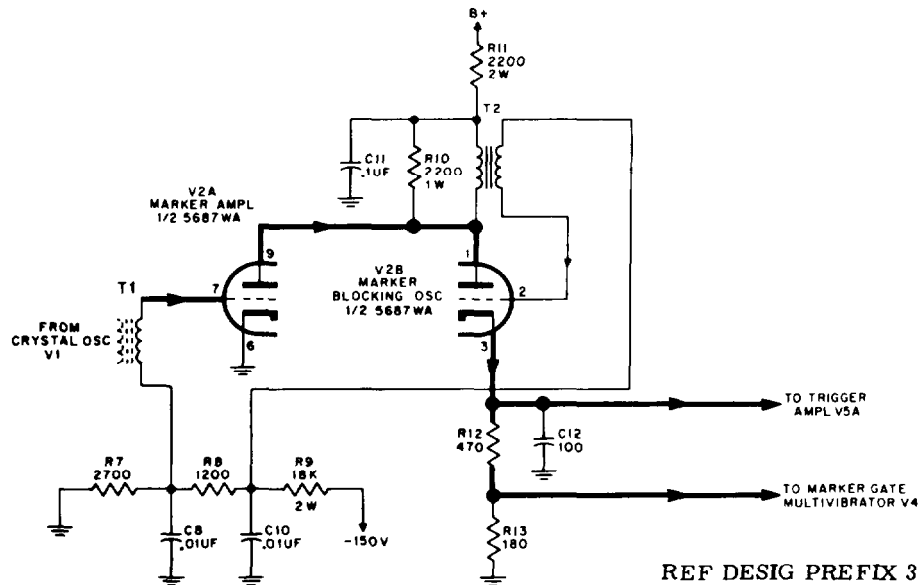 B+
R11
2200
2W
T2
C11
.1UF
R10
2200
1W
V2A
MARKER AMPL
1/2 5687WA
9
1
7
V2B
MARKER
BLOCKING OSC
1/2 5687WA
2
T1
FROM
CRYSTAL OSC
V1
6
3
TO TRIGGER
AMPL V5A
R12
470
C12
100
R7
2700
R8
1200
R9
18K
2W
TO MARKER GATE
MULTIVIBRATOR V4
C8
.01UF
C10
.01UF
-150V
R13
180
REF DESIG PREFIX 3